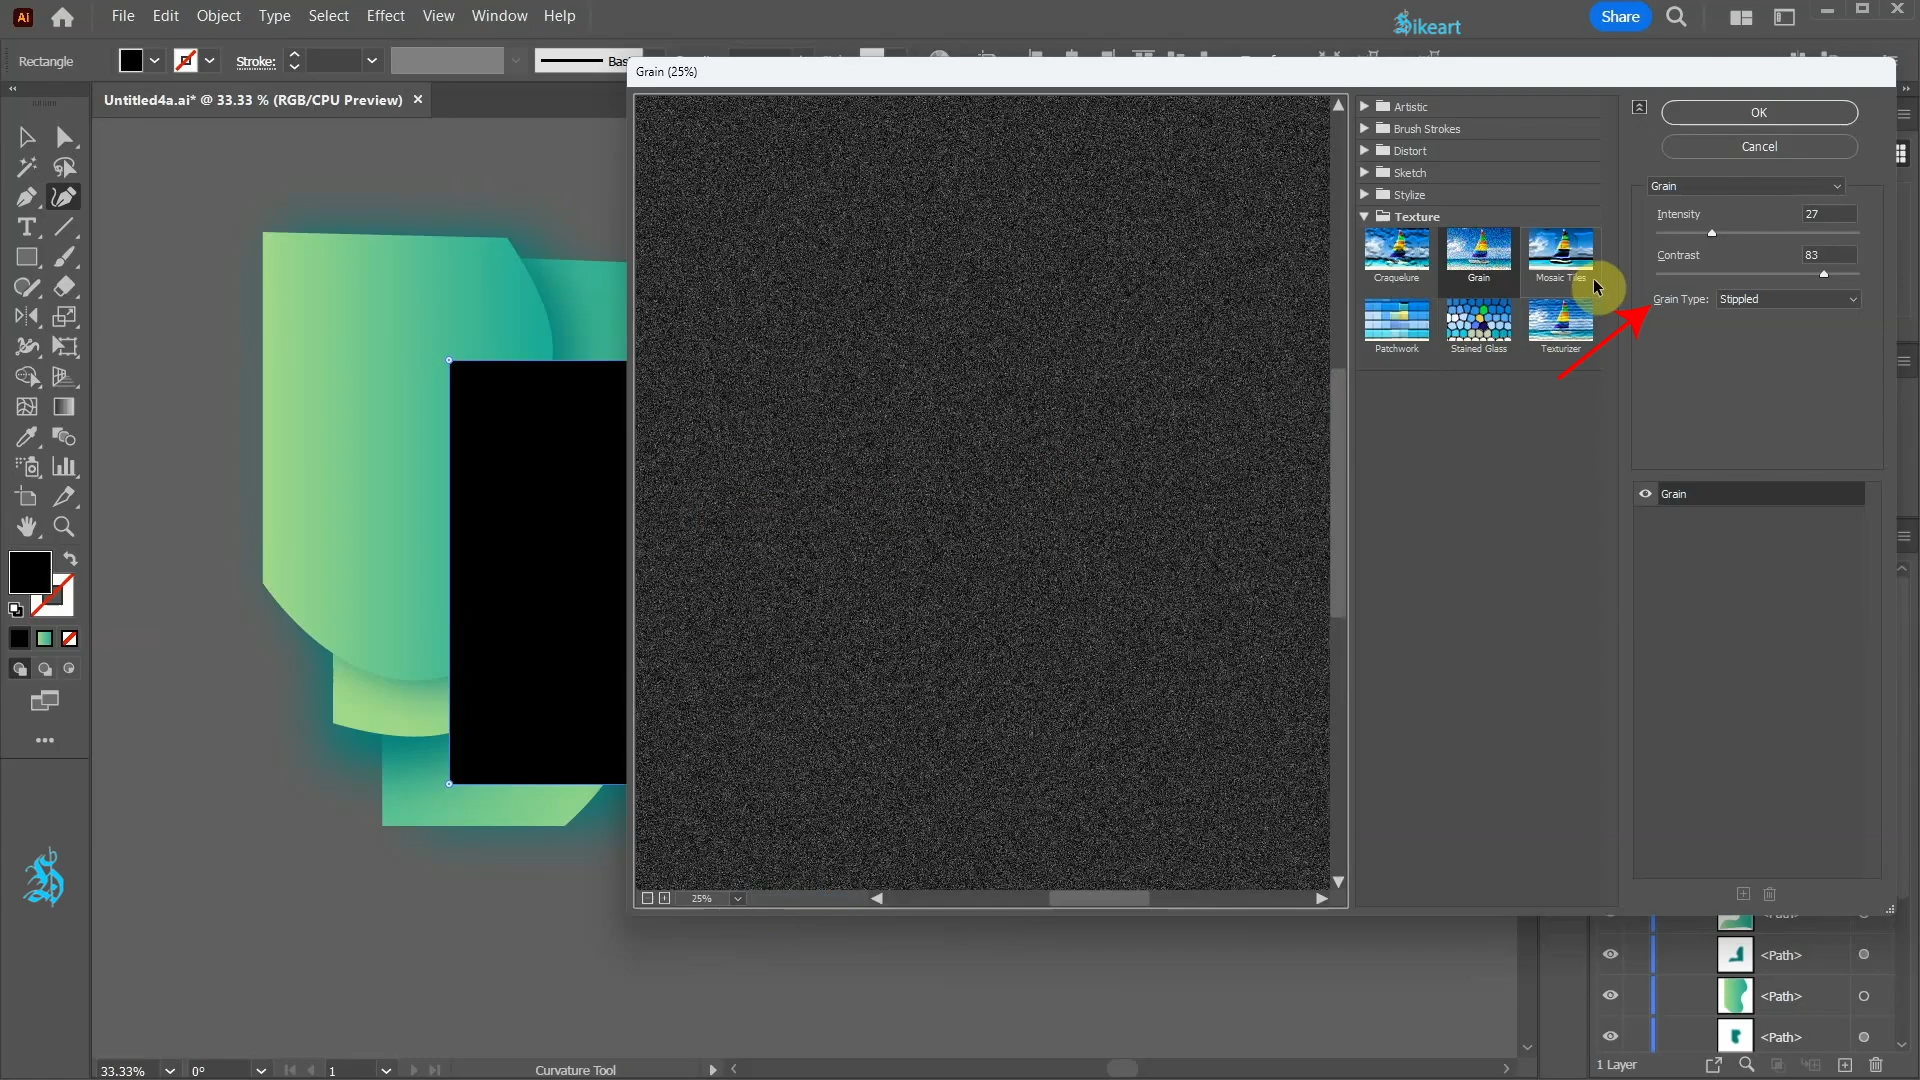 Ai File Edit Object Type Select Effect View Window Help
Sikeart
Share
Rectangle
Stroke:
Bas
Untitled4a.ai* @ 33.33 % (RGB/CPU Preview) ×
Grain (25%)
Artistic
Brush Strokes
Distort
Sketch
Stylize
Texture
Craquelure
Grain
Mosaic Tiles
Patchwork
Stained Glass
Texturizer
OK
Cancel
Grain
Intensity 27
Contrast 83
Grain Type: Stippled
Grain
25%
<Path>
<Path>
<Path>
<Path>
1 Layer
33.33% 0° 1 Curvature Tool